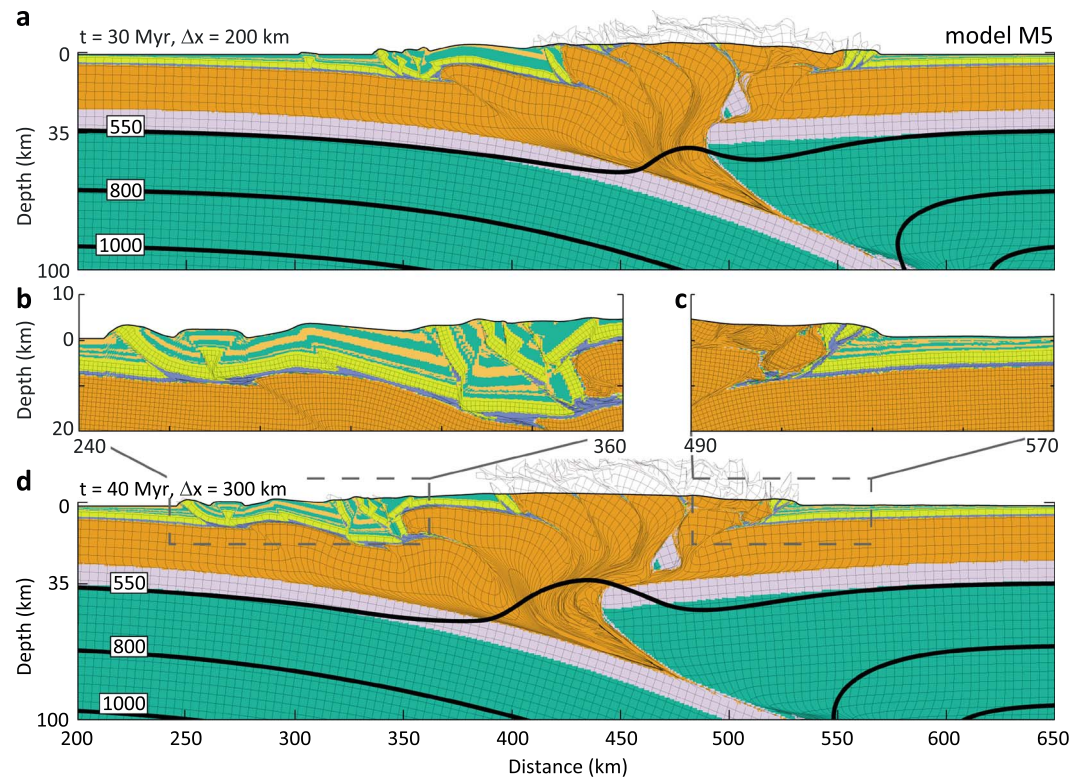 a
t = 30 Myr, Δx = 200 km
model M5
0
35
100
Depth (km)
550
800
1000
b
10
0
20
Depth (km)
240
360
c
490
570
d
t = 40 Myr, Δx = 300 km
0
35
100
Depth (km)
550
800
1000
200
250
300
350
400
450
500
550
600
650
Distance (km)